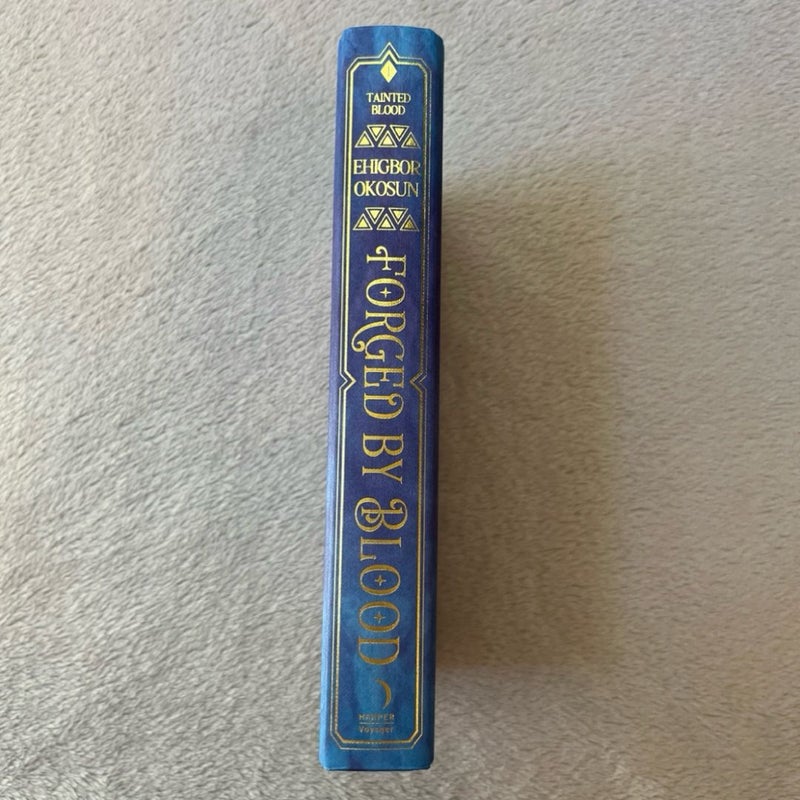 1
TAINTED
BLOOD
EHIGBOR
OKOSUN
FORGED BY BLOOD
HARPER
Voyager